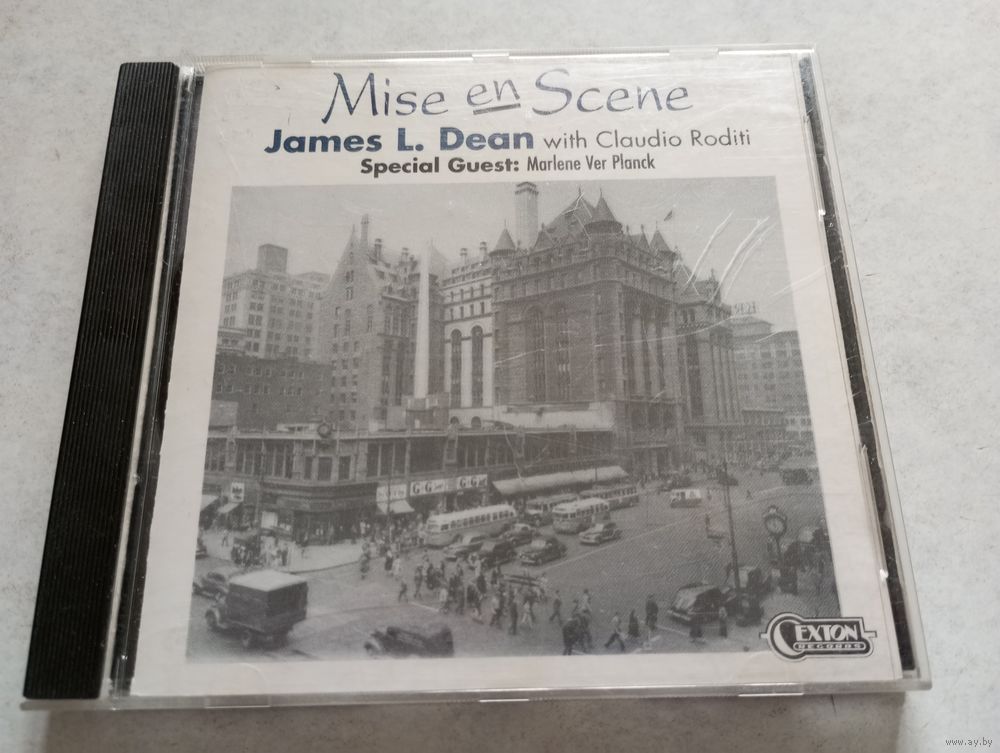 Mise en Scene
James L. Dean with Claudio Roditi
Special Guest: Marlene Ver Planck
G&G
G&G
CEXTON
RECORDS
www.ay.by